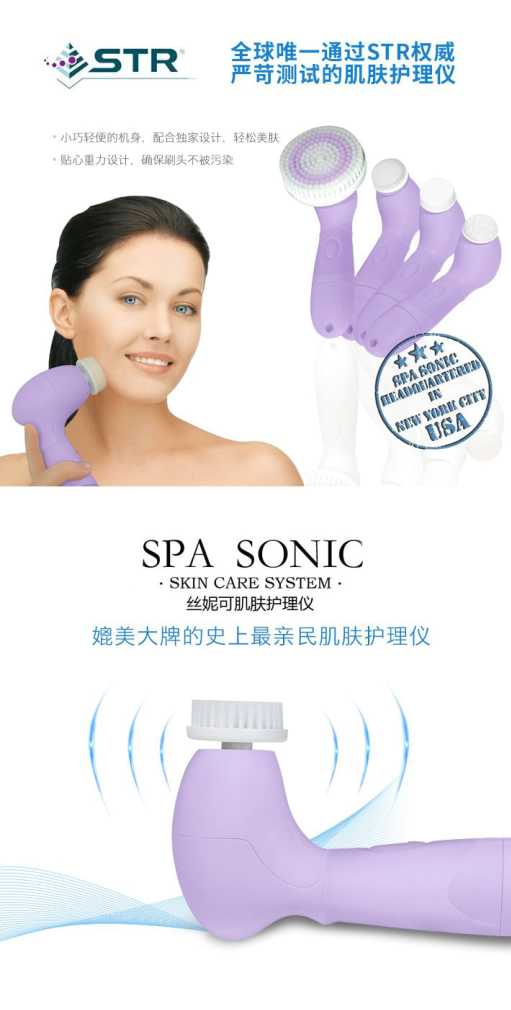 STR®
全球唯一通过STR权威
严苛测试的肌肤护理仪
· 小巧轻便的机身、配合独家设计、轻松美肤
· 贴心重力设计、确保刷头不被污染
SPA SONIC
HEADQUARTERED
IN
NEW YORK CITY
USA
SPA SONIC
· SKIN CARE SYSTEM ·
丝妮可肌肤护理仪
媲美大牌的史上最亲民肌肤护理仪